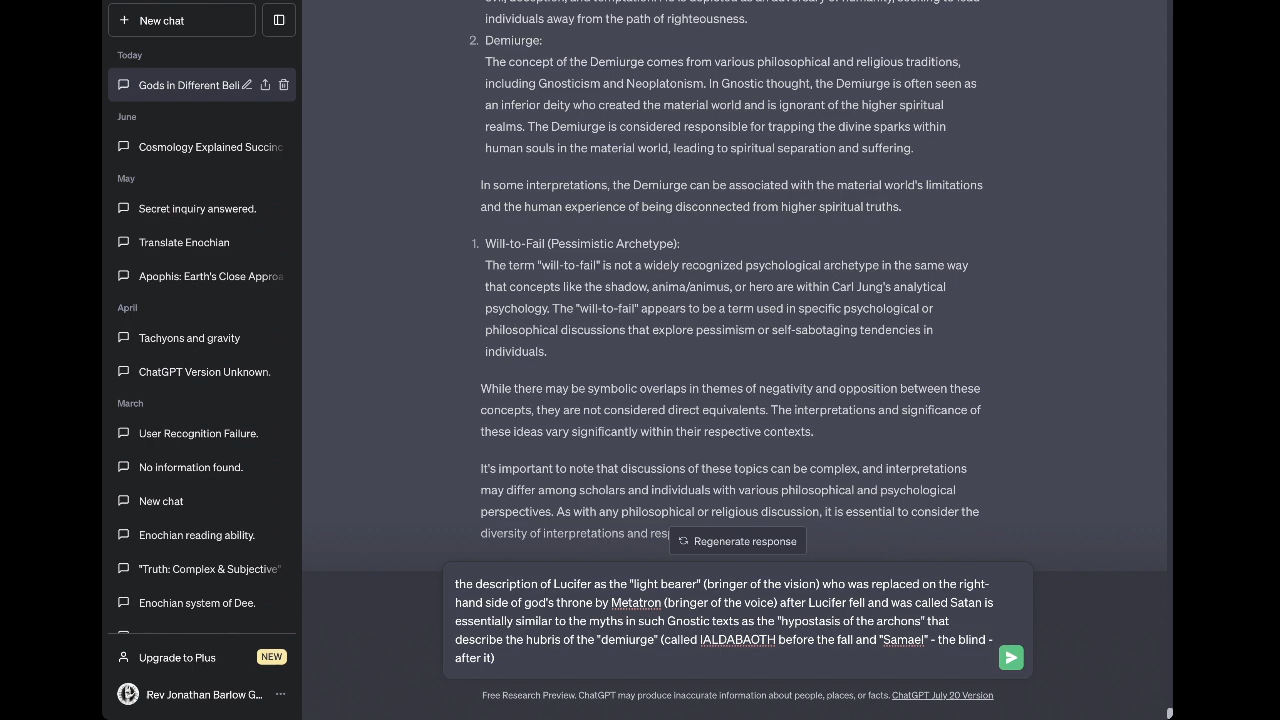 New chat
Today
Gods in Different Beli
June
Cosmology Explained Succinc
May
Secret inquiry answered.
Translate Enochian
Apophis: Earth's Close Approa
April
Tachyons and gravity
ChatGPT Version Unknown.
March
User Recognition Failure.
No information found.
New chat
Enochian reading ability.
"Truth: Complex & Subjective"
Enochian system of Dee.
Upgrade to Plus NEW
Rev Jonathan Barlow G...
individuals away from the path of righteousness.
2. Demiurge:
The concept of the Demiurge comes from various philosophical and religious traditions,
including Gnosticism and Neoplatonism. In Gnostic thought, the Demiurge is often seen as
an inferior deity who created the material world and is ignorant of the higher spiritual
realms. The Demiurge is considered responsible for trapping the divine sparks within
human souls in the material world, leading to spiritual separation and suffering.
In some interpretations, the Demiurge can be associated with the material world's limitations
and the human experience of being disconnected from higher spiritual truths.
1. Will-to-Fail (Pessimistic Archetype):
The term "will-to-fail" is not a widely recognized psychological archetype in the same way
that concepts like the shadow, anima/animus, or hero are within Carl Jung's analytical
psychology. The "will-to-fail" appears to be a term used in specific psychological or
philosophical discussions that explore pessimism or self-sabotaging tendencies in
individuals.
While there may be symbolic overlaps in themes of negativity and opposition between these
concepts, they are not considered direct equivalents. The interpretations and significance of
these ideas vary significantly within their respective contexts.
It's important to note that discussions of these topics can be complex, and interpretations
may differ among scholars and individuals with various philosophical and psychological
perspectives. As with any philosophical or religious discussion, it is essential to consider the
diversity of interpretations and
Regenerate response
the description of Lucifer as the "light bearer" (bringer of the vision) who was replaced on the right-
hand side of god's throne by Metatron (bringer of the voice) after Lucifer fell and was called Satan is
essentially similar to the myths in such Gnostic texts as the "hypostasis of the archons" that
describe the hubris of the "demiurge" (called IALDABAOTH before the fall and "Samael" - the blind -
after it)
Free Research Preview. ChatGPT may produce inaccurate information about people, places, or facts. ChatGPT July 20 Version